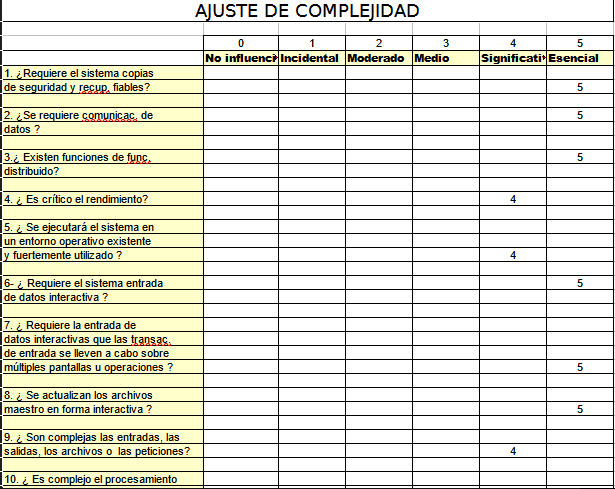 AJUSTE DE COMPLEJIDAD
0 1 2 3 4 5
No influenci Incidental Moderado Medio Significati Esencial
1. ¿Requiere el sistema copias
de seguridad y recup, fiables? 5
2. ¿Se requiere comunicac, de 5
datos ?
3.¿ Existen funciones de func, 5
distribuido?
4. ¿ Es crítico el rendimiento? 4
5. ¿ Se ejecutará el sistema en
un entorno operativo existente
y fuertemente utilizado ? 4
6- ¿ Requiere el sistema entrada 5
de datos interactiva ?
7. ¿ Requiere la entrada de
datos interactivas que las transac,
de entrada se lleven a cabo sobre
múltiples pantallas u operaciones ? 5
8. ¿ Se actualizan los archivos
maestro en forma interactiva ? 5
9. ¿ Son complejas las entradas, las
salidas, los archivos o las peticiones? 4
10. ¿ Es complejo el procesamiento